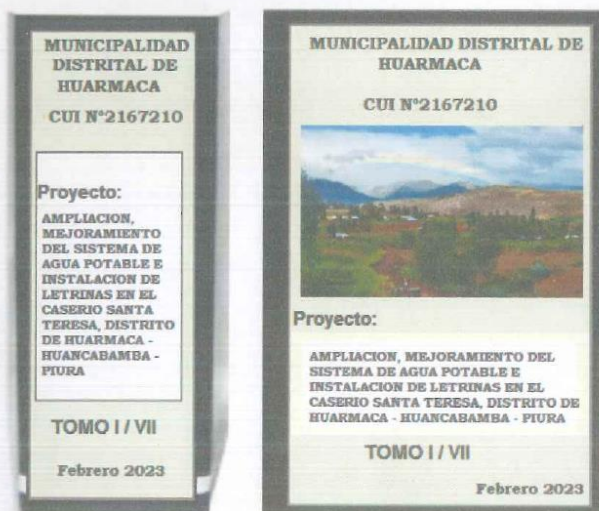 MUNICIPALIDAD
DISTRITAL DE
HUARMACA
CUI N°2167210
Proyecto:
AMPLIACION,
MEJORAMIENTO
DEL SISTEMA DE
AGUA POTABLE E
INSTALACION DE
LETRINAS EN EL
CASERIO SANTA
TERESA, DISTRITO
DE HUARMACA -
HUANCABAMBA -
PIURA
TOMO I / VII
Febrero 2023
MUNICIPALIDAD DISTRITAL DE
HUARMACA
CUI N°2167210
Proyecto:
AMPLIACION, MEJORAMIENTO DEL
SISTEMA DE AGUA POTABLE E
INSTALACION DE LETRINAS EN EL
CASERIO SANTA TERESA, DISTRITO DE
HUARMACA - HUANCABAMBA - PIURA
TOMO I / VII
Febrero 2023